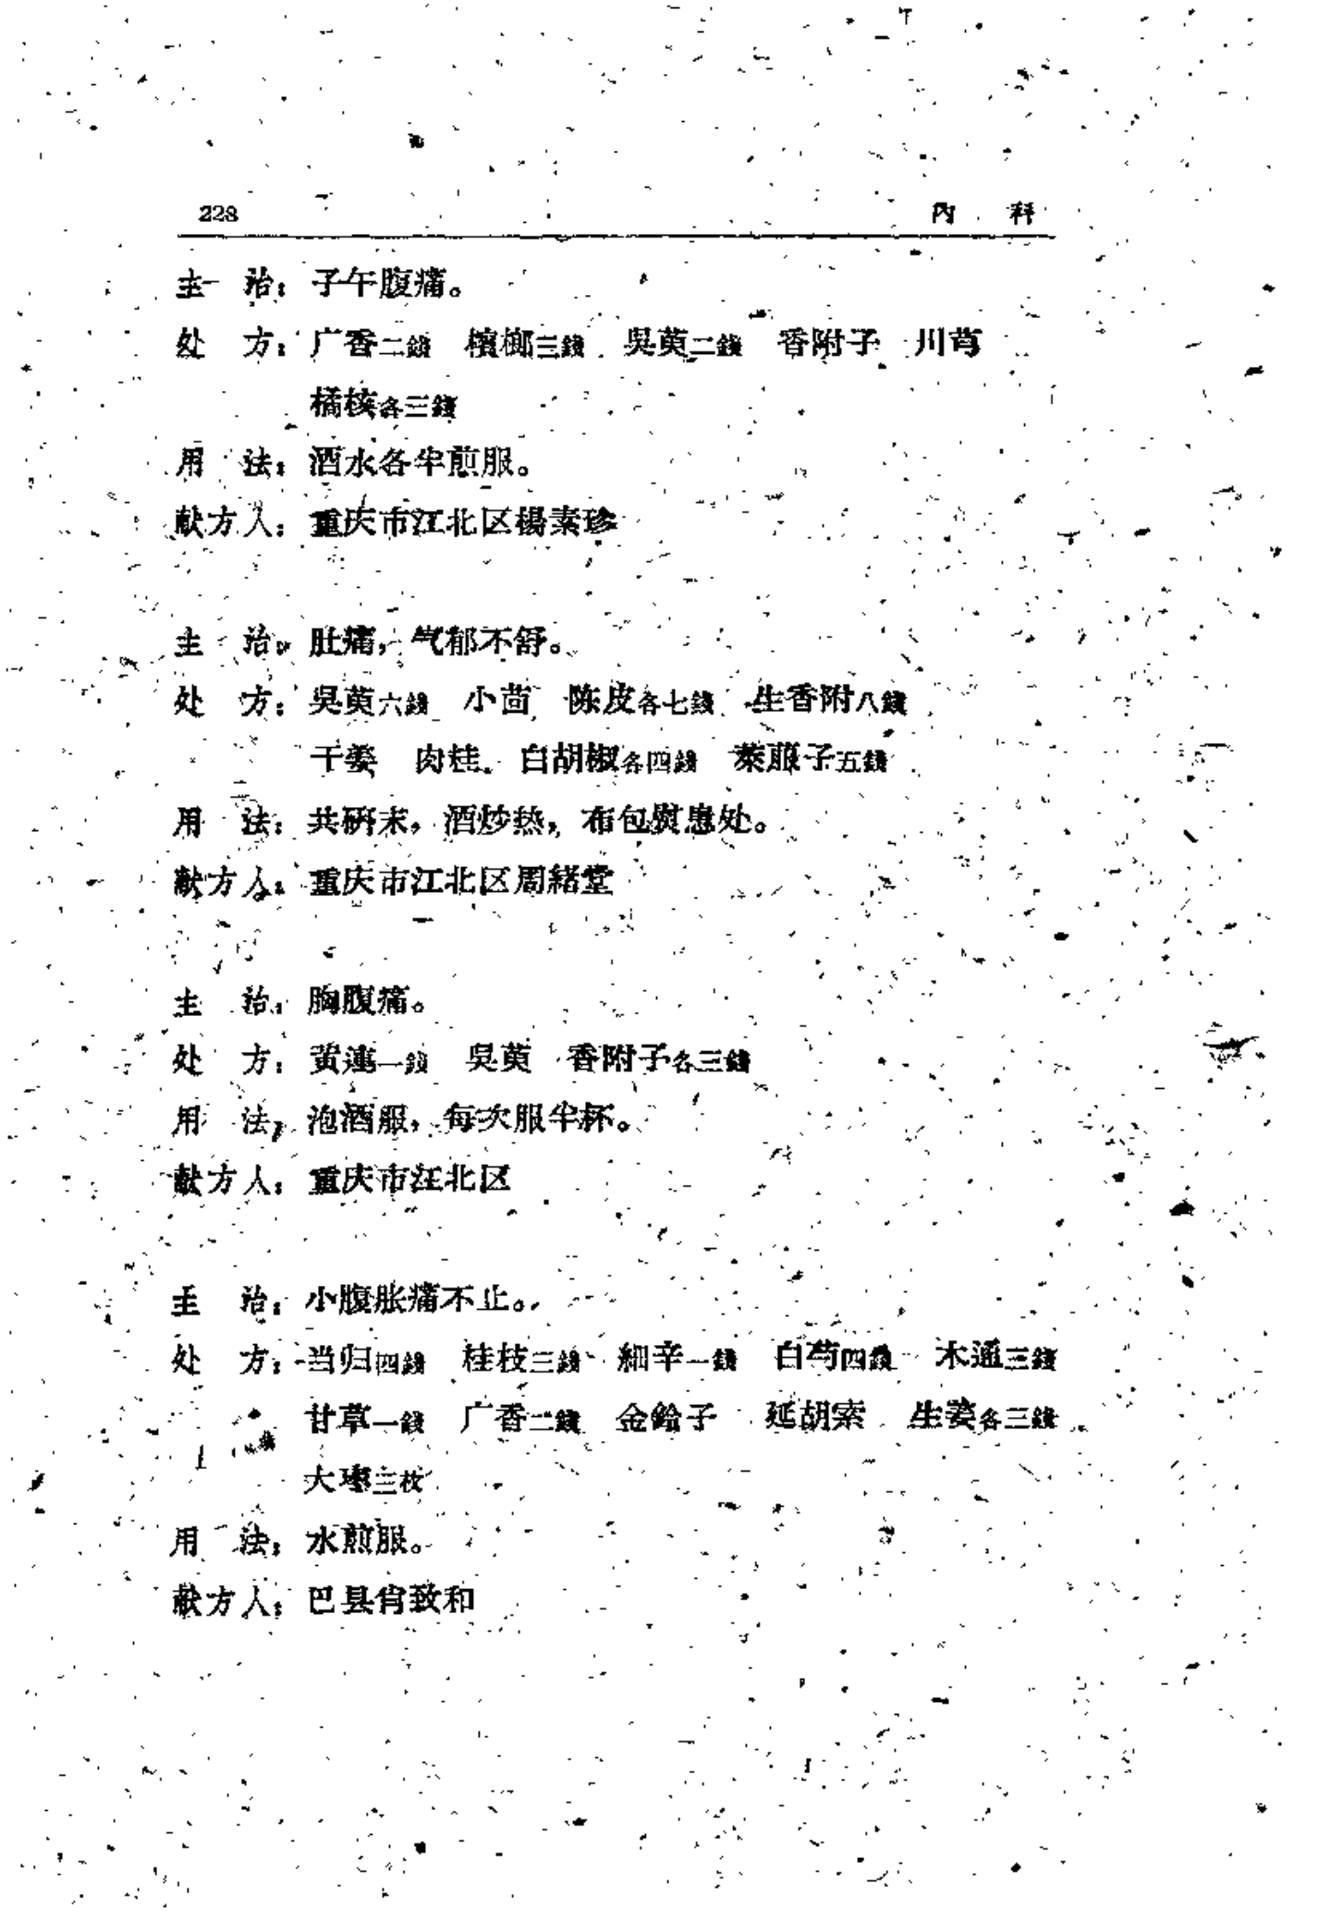 228 內 科
主 治：子午腹痛。
处 方：广香二錢 檳榔三錢 吳萸二錢 香附子 川芎
橘核各三錢
用 法：酒水各半煎服。
献方人：重庆市江北区楊素珍
主 治：肚痛，气郁不舒。
处 方：吳萸六錢 小茴 陈皮各七錢 生香附八錢
干姜 肉桂 白胡椒各四錢 萊菔子五錢
用 法：共研末，酒炒热，布包熨患处。
献方人：重庆市江北区周緒堂
主 治：胸腹痛。
处 方：黄連一錢 吳萸 香附子各三錢
用 法：泡酒服，每次服半杯。
献方人：重庆市江北区
主 治：小腹胀痛不止。
处 方：当归四錢 桂枝三錢 細辛一錢 白芍四錢 木通三錢
甘草一錢 广香二錢 金鈴子 延胡索 生姜各三錢
大枣三枚
用 法：水煎服。
献方人：巴县肖致和